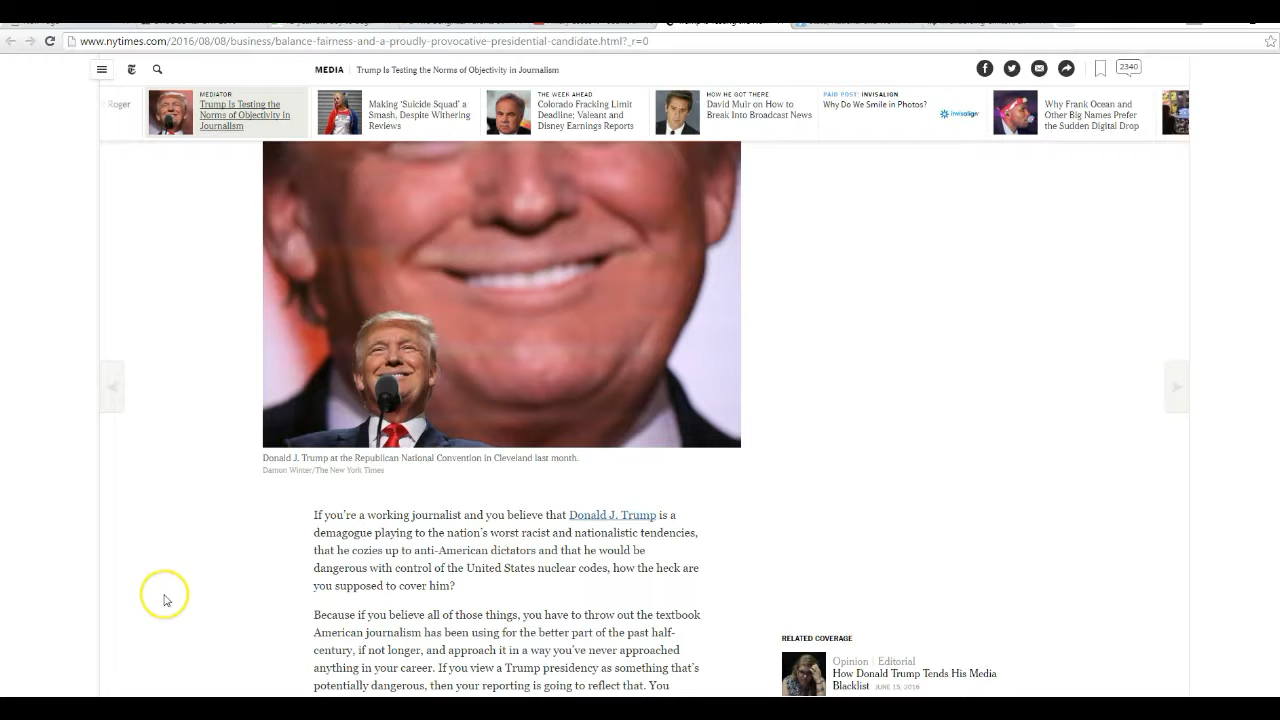 www.nytimes.com/2016/08/08/business/balance-fairness-and-a-proudly-provocative-presidential-candidate.html?_r=0
MEDIA | Trump Is Testing the Norms of Objectivity in Journalism
2340
Roger
MEDIATOR
Trump Is Testing the
Norms of Objectivity in
Journalism
Making ‘Suicide Squad’ a
Smash, Despite Withering
Reviews
THE WEEK AHEAD
Colorado Fracking Limit
Deadline; Valeant and
Disney Earnings Reports
HOW HE GOT THERE
David Muir on How to
Break Into Broadcast News
PAID POST: INVISALIGN
Why Do We Smile in Photos?
invisalign
Why Frank Ocean and
Other Big Names Prefer
the Sudden Digital Drop
Donald J. Trump at the Republican National Convention in Cleveland last month.
Damon Winter/The New York Times
If you’re a working journalist and you believe that Donald J. Trump is a
demagogue playing to the nation’s worst racist and nationalistic tendencies,
that he cozies up to anti-American dictators and that he would be
dangerous with control of the United States nuclear codes, how the heck are
you supposed to cover him?
Because if you believe all of those things, you have to throw out the textbook
American journalism has been using for the better part of the past half-
century, if not longer, and approach it in a way you’ve never approached
anything in your career. If you view a Trump presidency as something that’s
potentially dangerous, then your reporting is going to reflect that. You
RELATED COVERAGE
Opinion | Editorial
How Donald Trump Tends His Media
Blacklist JUNE 15, 2016